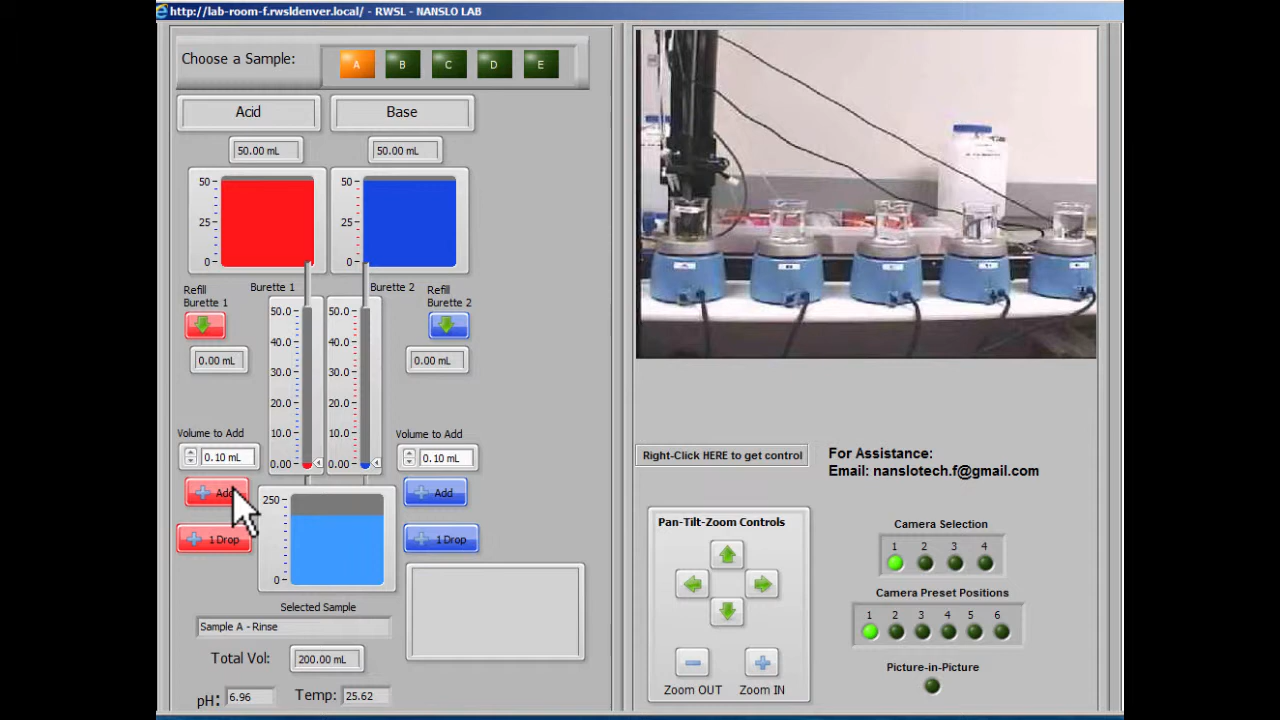 http://lab-room-f.rwsldenver.local/ - RWSL - NANSLO LAB
Choose a Sample:
A B C D E
Acid Base
50.00 mL 50.00 mL
50 50
25 25
0 0
Refill Burette 1
Burette 1 Burette 2
Refill Burette 2
50.0 50.0
40.0 40.0
30.0 30.0
20.0 20.0
10.0 10.0
0.00 0.00
0.00 mL 0.00 mL
Volume to Add Volume to Add
0.10 mL 0.10 mL
Add Add
1 Drop 1 Drop
250
0
Selected Sample
Sample A - Rinse
Total Vol: 200.00 mL
pH: 6.96 Temp: 25.62
Right-Click HERE to get control
For Assistance:
Email: nanslotech.f@gmail.com
Pan-Tilt-Zoom Controls
Zoom OUT Zoom IN
Camera Selection
1 2 3 4
Camera Preset Positions
1 2 3 4 5 6
Picture-in-Picture